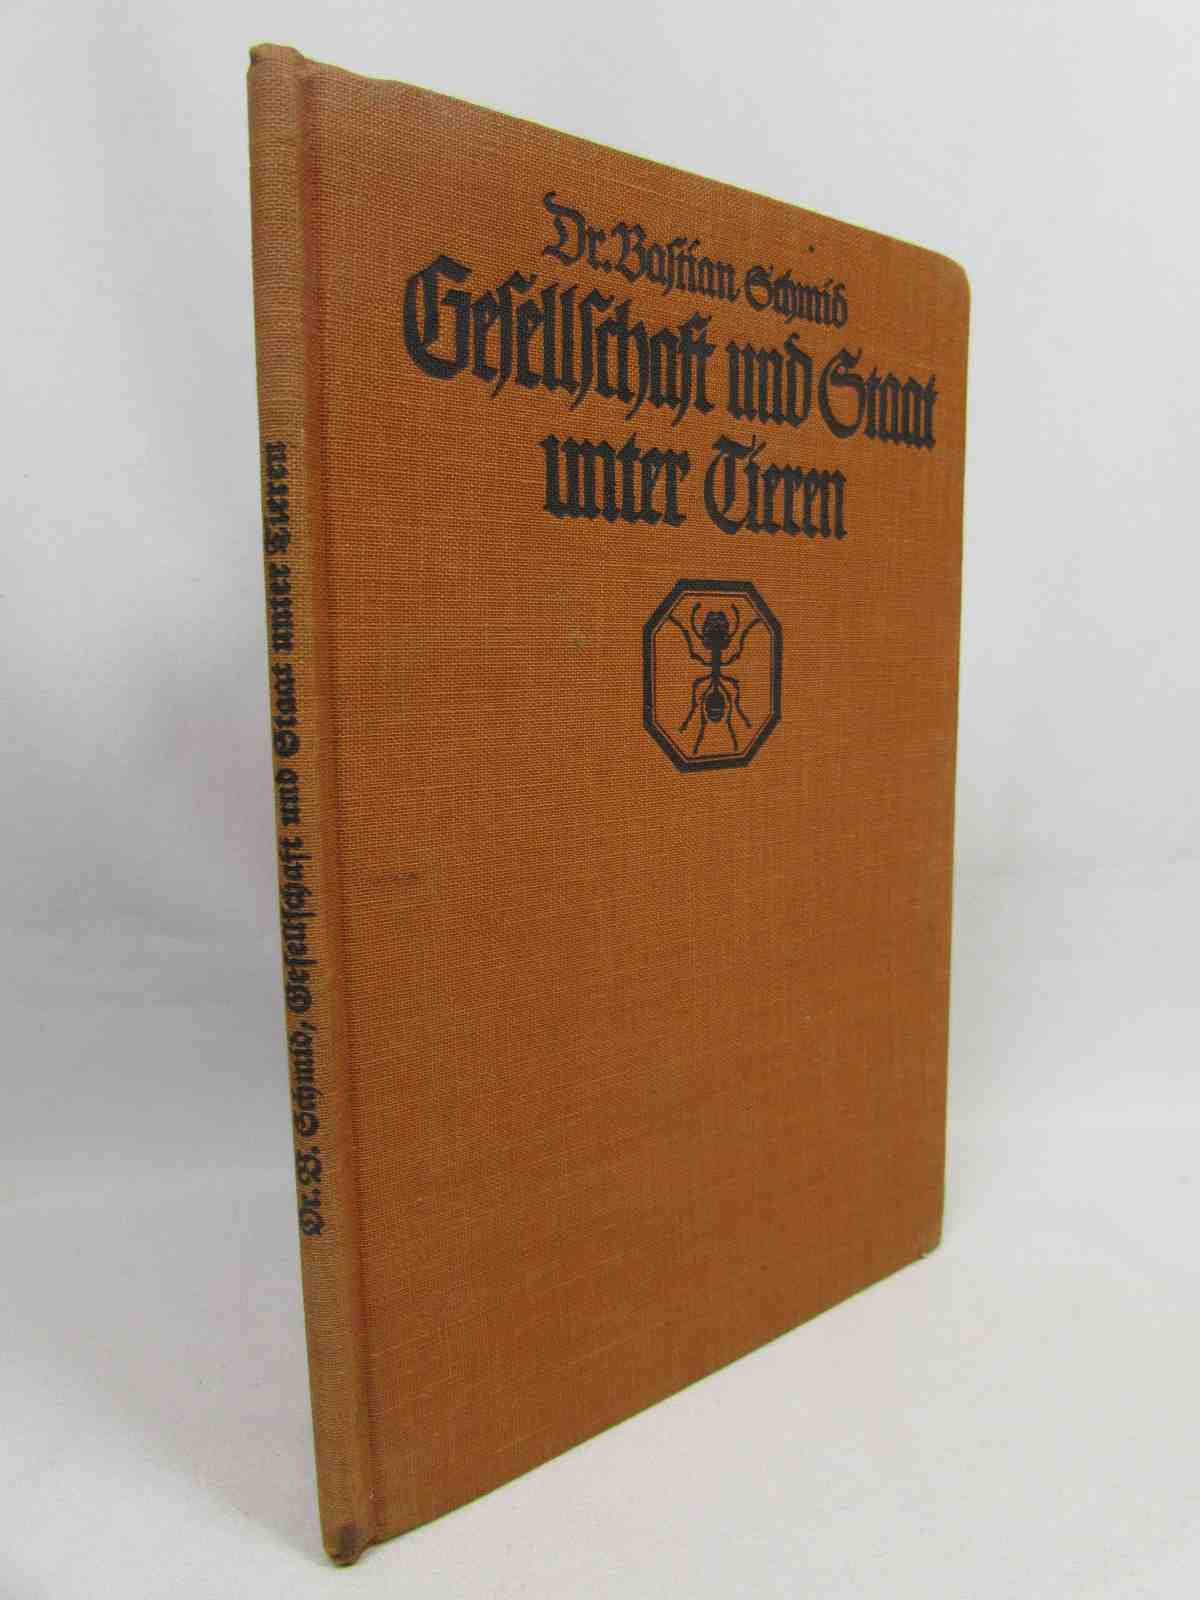 Dr. Bastian Schmid
Gesellschaft und Staat
unter Tieren
Dr. B. Schmid, Gesellschaft und Staat unter Tieren